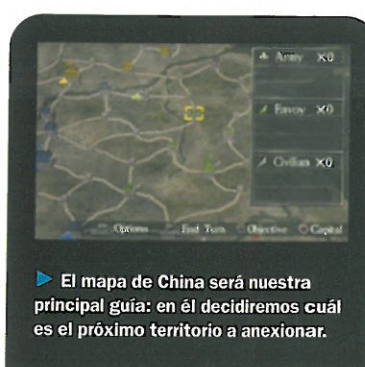 Army X0
Envoy X0
Civilian X0
Options End Turn Objective Capital
El mapa de China será nuestra
principal guía: en él decidiremos cuál
es el próximo territorio a anexionar.